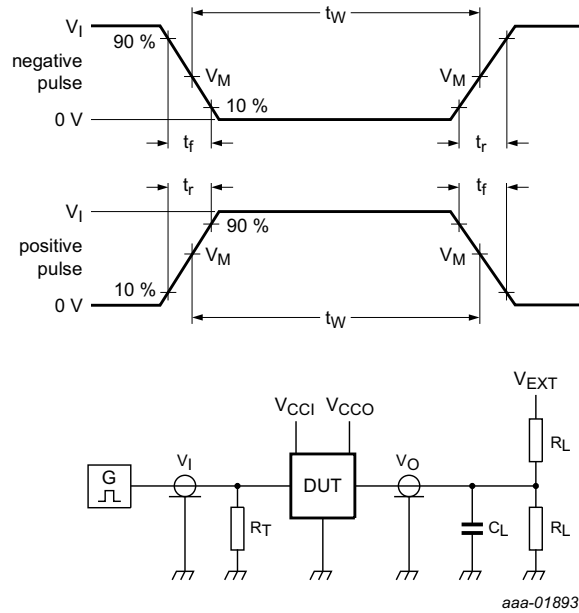 t_W
V_I
90 %
negative pulse
V_M
V_M
10 %
0 V
t_f
t_r
t_r
t_f
V_I
90 %
positive pulse
V_M
V_M
10 %
0 V
t_W
V_EXT
V_CCI
V_CCO
R_L
V_I
V_O
G
DUT
R_T
C_L
R_L
aaa-01893